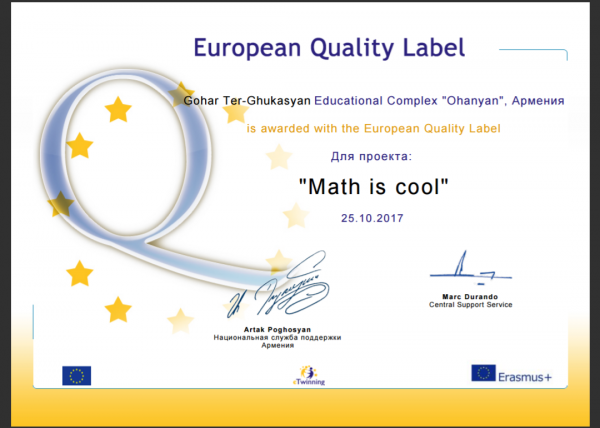 European Quality Label
Gohar Ter-Ghukasyan Educational Complex "Ohanyan", Армения
is awarded with the European Quality Label
Для проекта:
"Math is cool"
25.10.2017
Artak Poghosyan
Национальная служба поддержки
Армения
Marc Durando
Central Support Service
eTwinning
Erasmus+